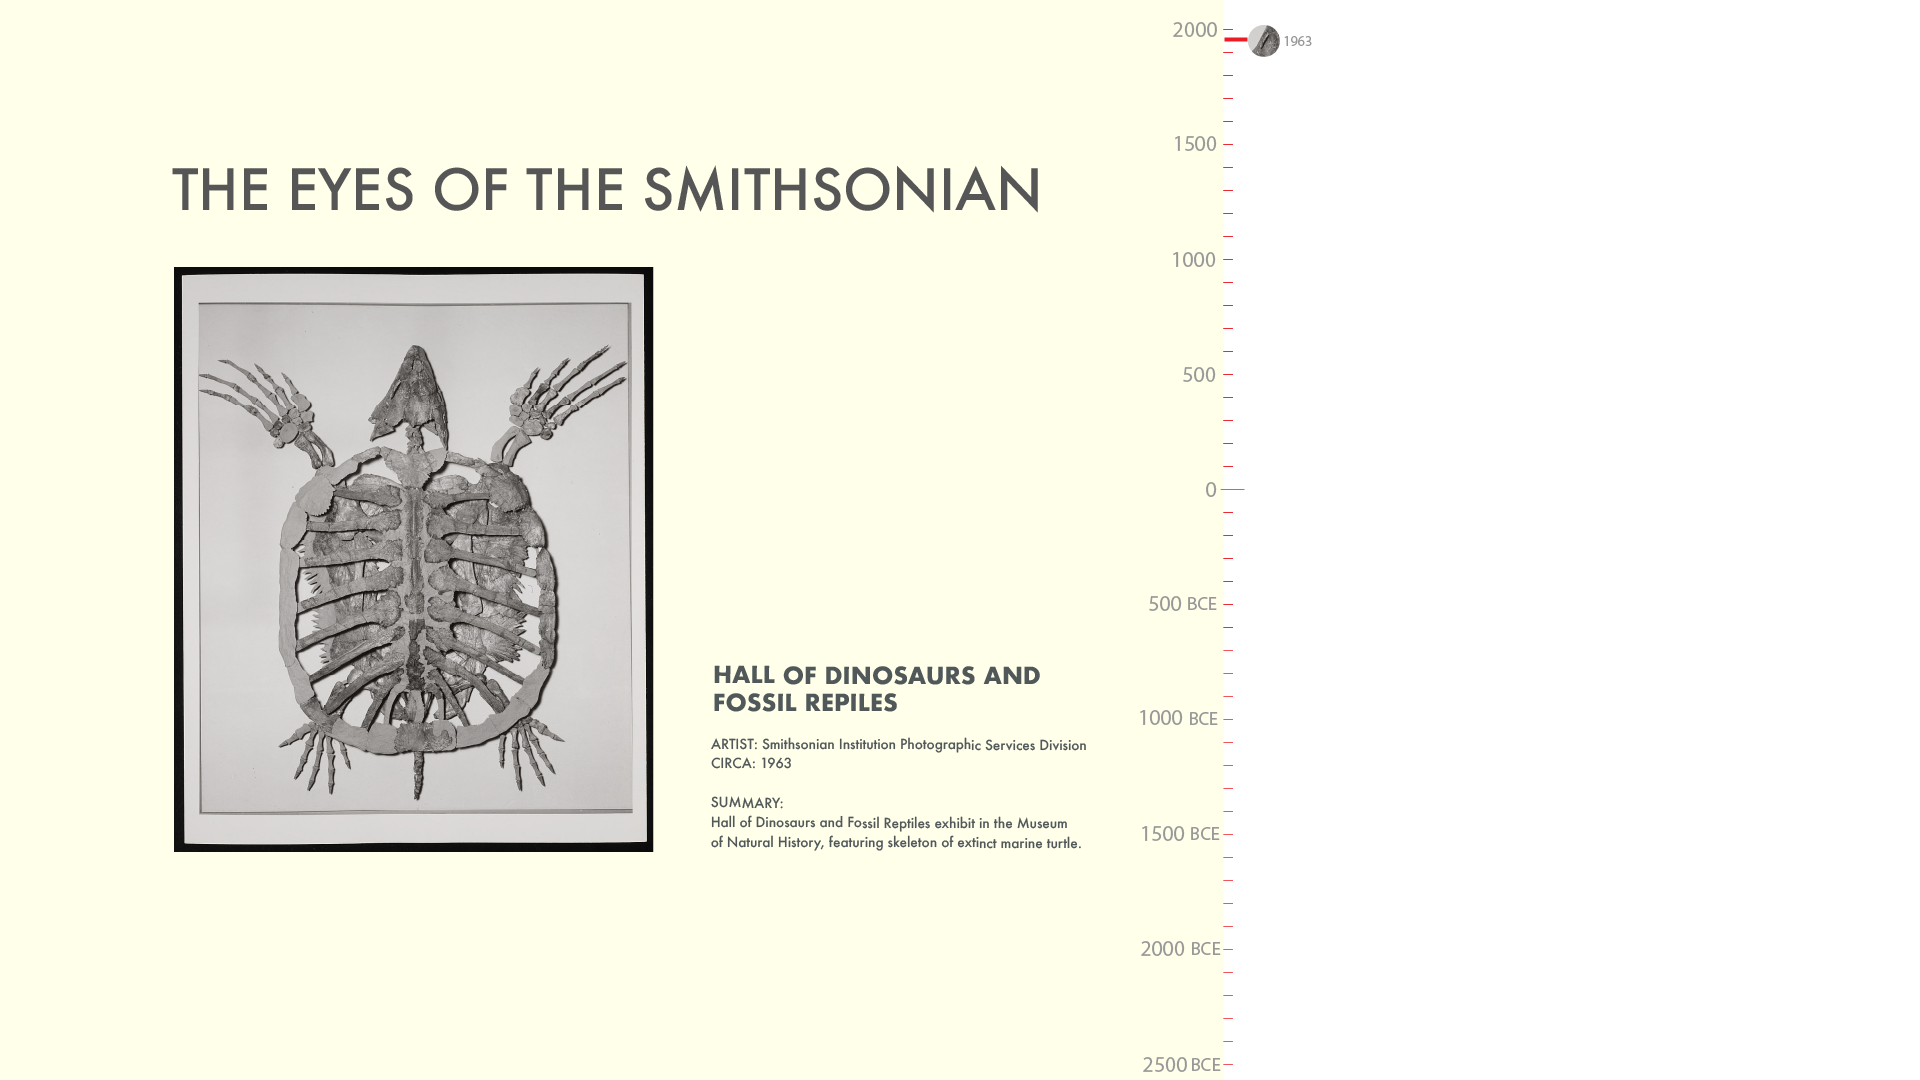 THE EYES OF THE SMITHSONIAN
HALL OF DINOSAURS AND
FOSSIL REPILES
ARTIST: Smithsonian Institution Photographic Services Division
CIRCA: 1963
SUMMARY:
Hall of Dinosaurs and Fossil Reptiles exhibit in the Museum
of Natural History, featuring skeleton of extinct marine turtle.
2000
1963
1500
1000
500
0
500 BCE
1000 BCE
1500 BCE
2000 BCE
2500 BCE